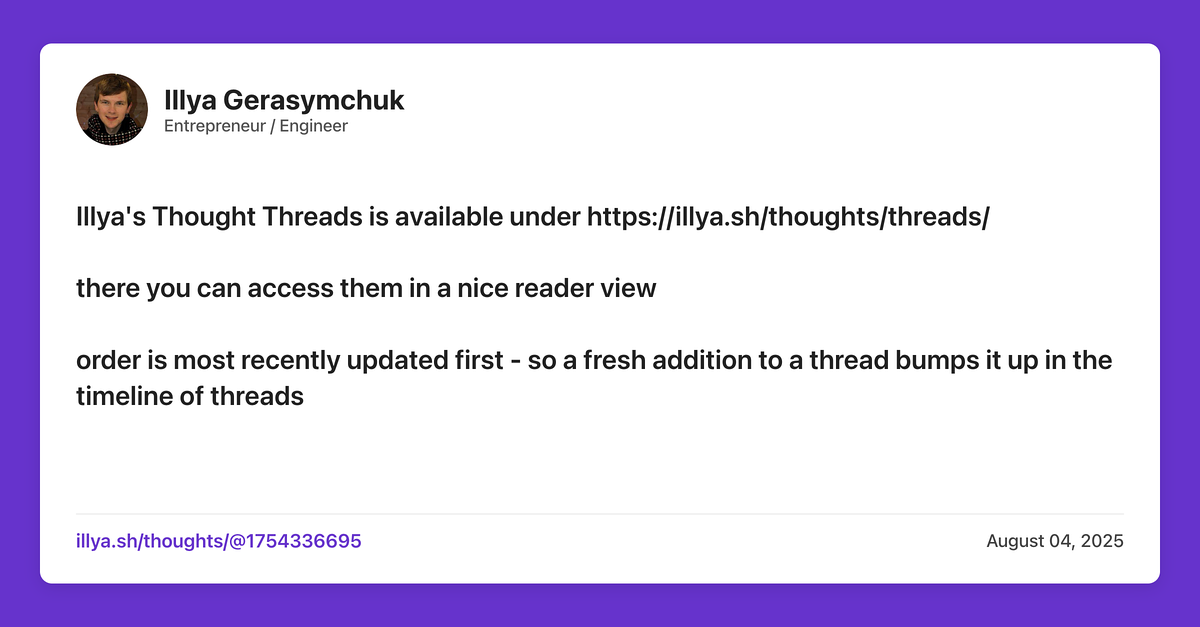 Illya Gerasymchuk
Entrepreneur / Engineer
Illya's Thought Threads is available under https://illya.sh/thoughts/threads/
there you can access them in a nice reader view
order is most recently updated first - so a fresh addition to a thread bumps it up in the
timeline of threads
illya.sh/thoughts/@1754336695
August 04, 2025